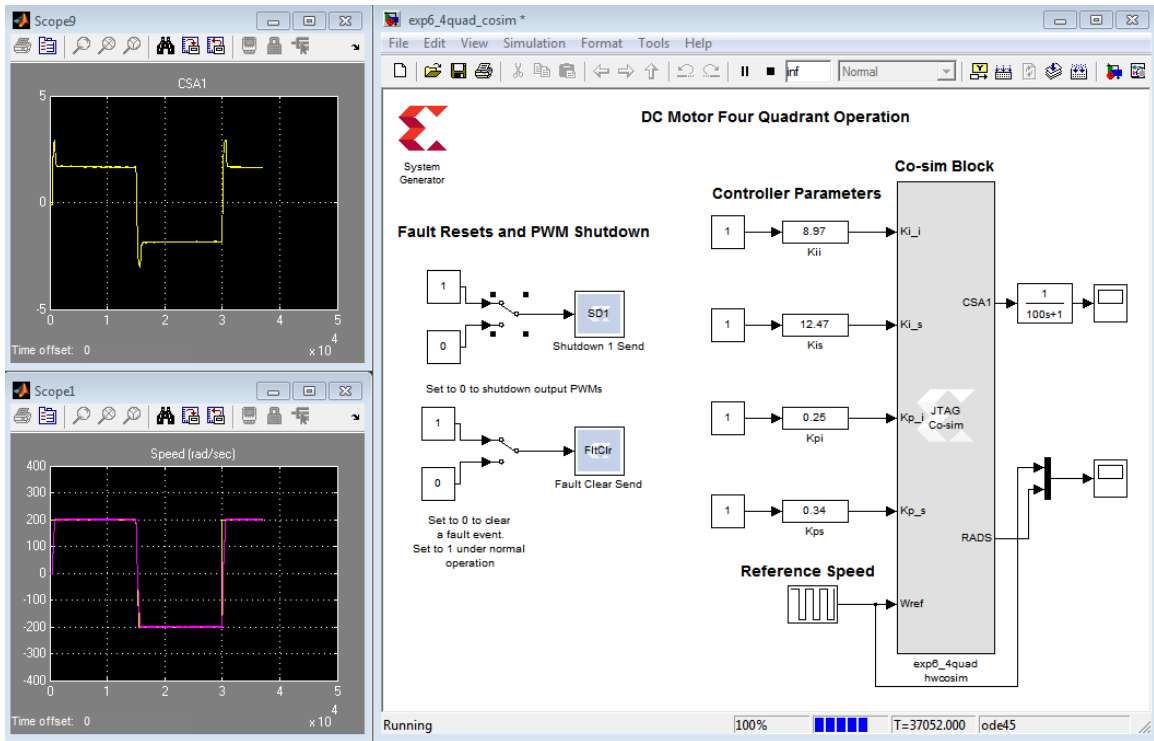 Scope9
CSA1
5
0
-5
0
1
2
3
4
5
Time offset: 0
x 10
4
Scope1
Speed (rad/sec)
400
300
200
100
0
-100
-200
-300
-400
0
1
2
3
4
5
Time offset: 0
x 10
4
exp6_4quad_cosim *
File Edit View Simulation Format Tools Help
inf
Normal
DC Motor Four Quadrant Operation
System
Generator
Fault Resets and PWM Shutdown
1
0
SD1
Shutdown 1 Send
Set to 0 to shutdown output PWMs
1
0
FltClr
Fault Clear Send
Set to 0 to clear
a fault event.
Set to 1 under normal
operation
Controller Parameters
1
8.97
Kii
1
12.47
Kis
1
0.25
Kpi
1
0.34
Kps
Reference Speed
Co-sim Block
Ki_i
Ki_s
Kp_i
Kp_s
Wref
JTAG
Co-sim
CSA1
RADS
exp6_4quad
hwcosim
1
100s+1
Running
100%
T=37052.000
ode45